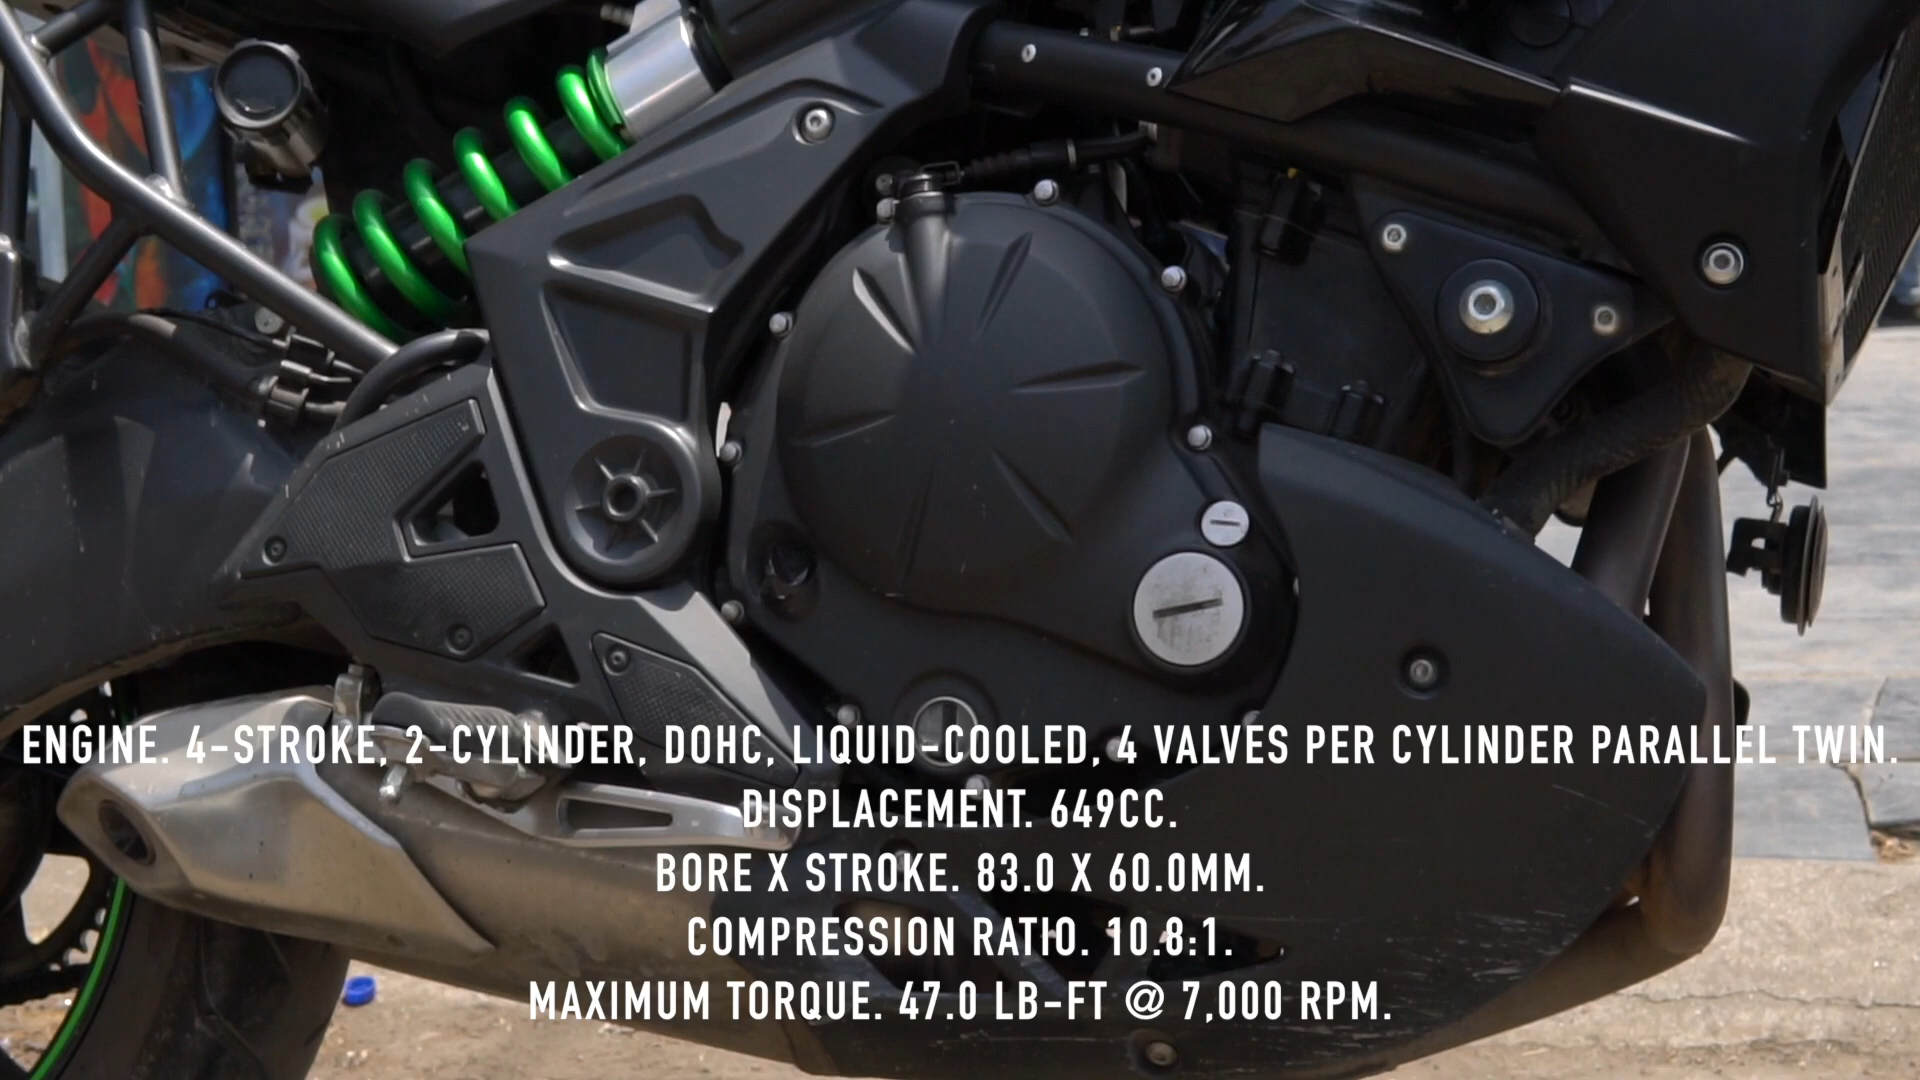 ENGINE. 4-STROKE, 2-CYLINDER, DOHC, LIQUID-COOLED, 4 VALVES PER CYLINDER PARALLEL TWIN.
DISPLACEMENT. 649CC.
BORE X STROKE. 83.0 X 60.0MM.
COMPRESSION RATIO. 10.8:1.
MAXIMUM TORQUE. 47.0 LB-FT @ 7,000 RPM.